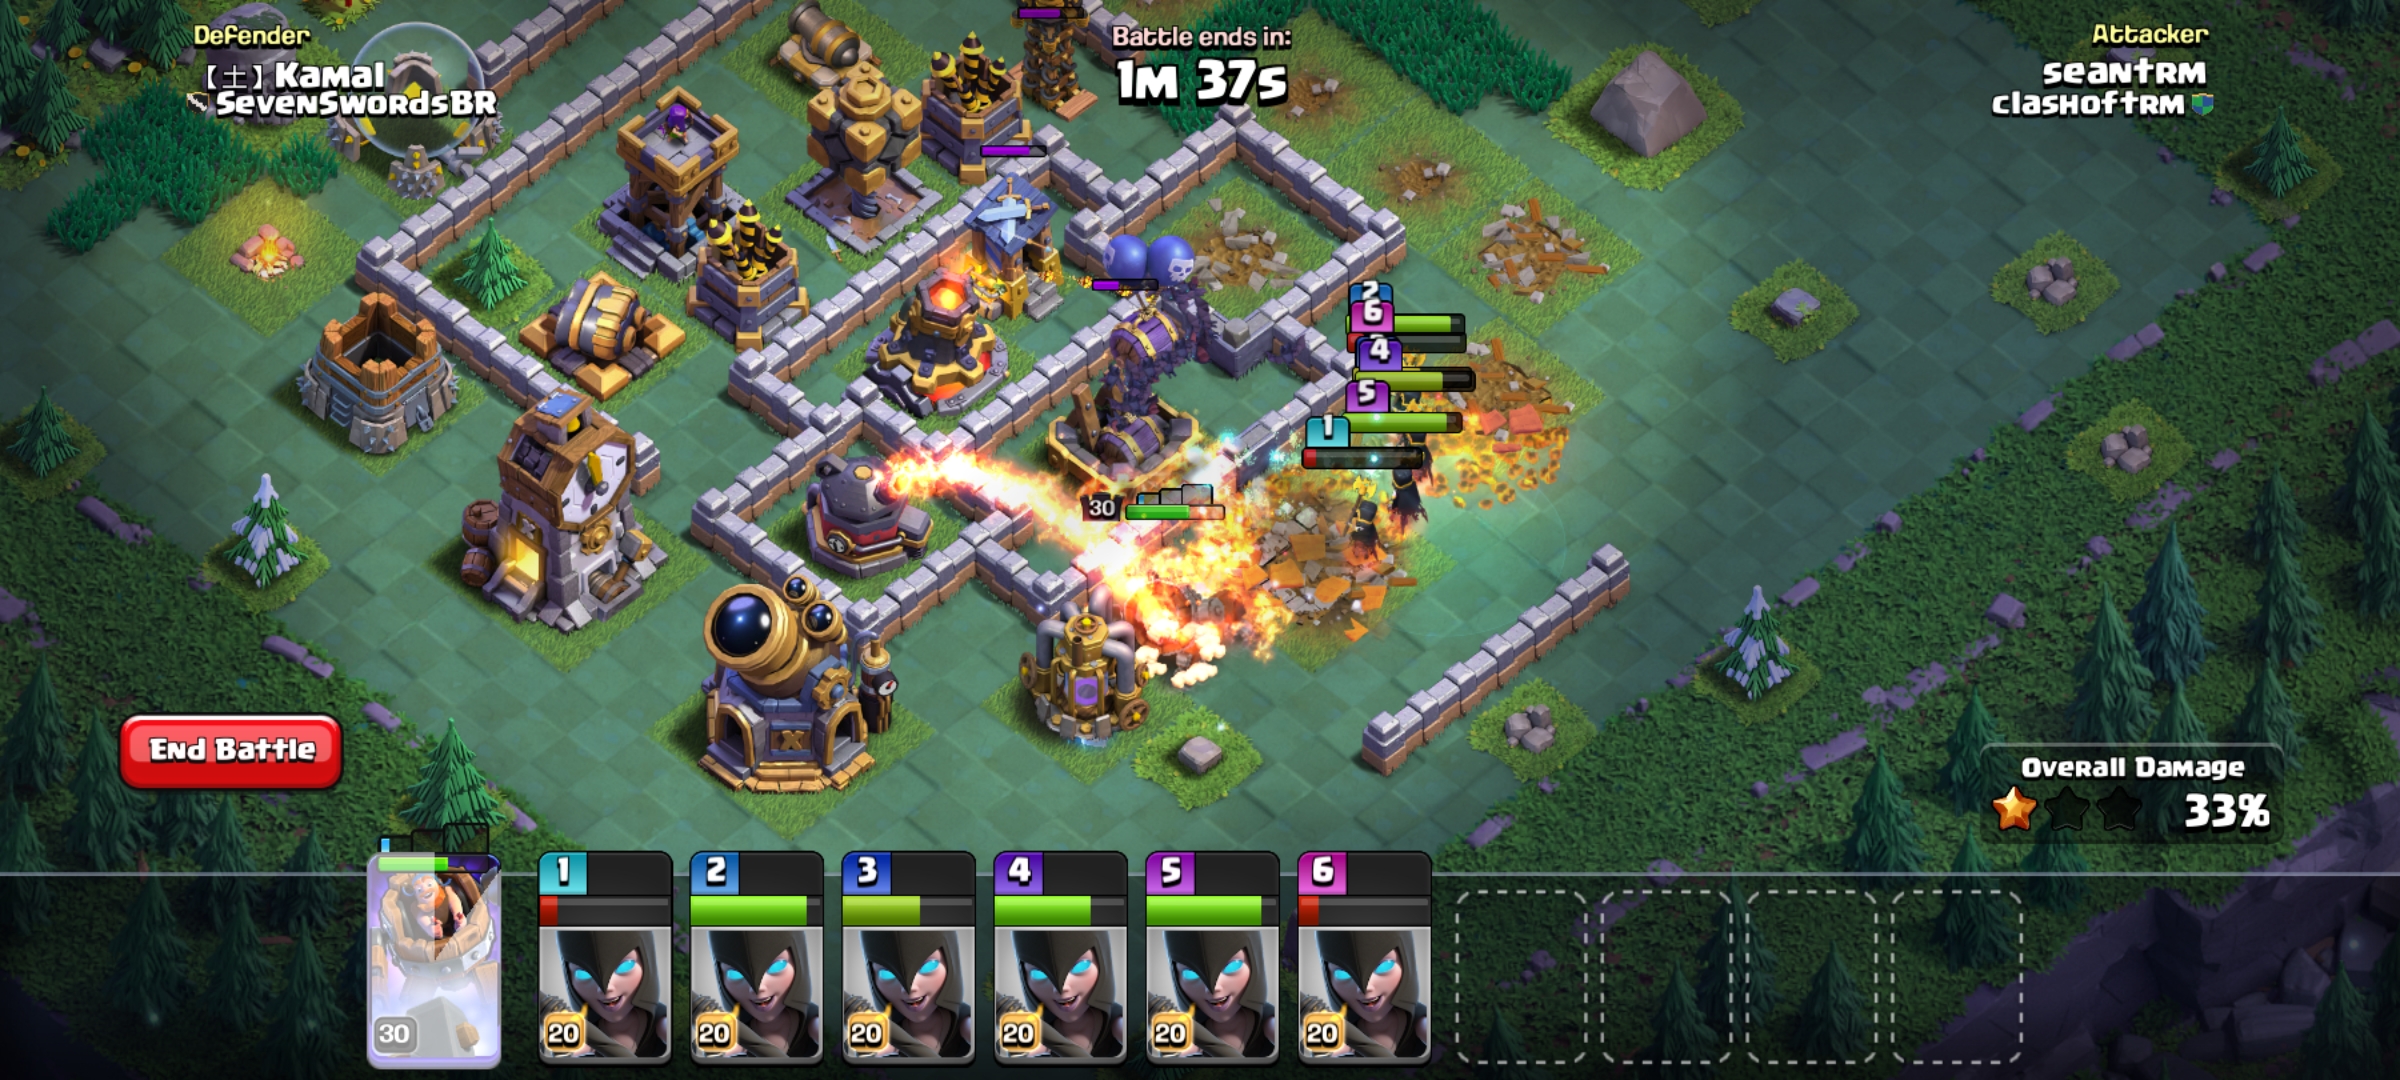 Defender
【土】Kamal
SevenSwordsBR
Battle ends in:
1M 37s
Attacker
seantRM
clashoftRM
2
6
4
5
1
30
End Battle
Overall Damage
33%
30
1
2
3
4
5
6
20
20
20
20
20
20